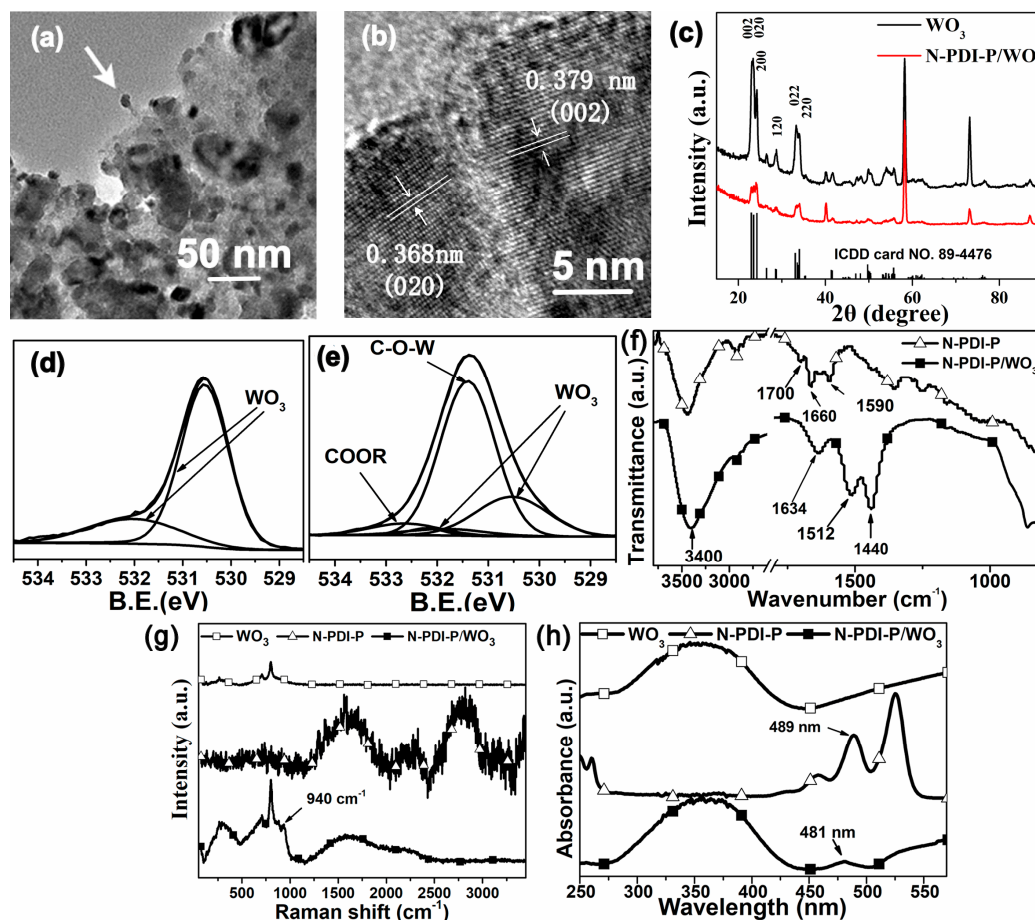 (a)
50 nm
(b)
0.379 nm
(002)
0.368nm
(020)
5 nm
(c)
WO3
N-PDI-P/WO
002
020
200
120
022
220
ICDD card NO. 89-4476
Intensity (a.u.)
20 40 60 80
2θ (degree)
(d)
WO3
534 533 532 531 530 529
B.E.(eV)
(e)
C-O-W
WO3
COOR
534 533 532 531 530 529
B.E.(eV)
(f)
N-PDI-P
N-PDI-P/WO3
1700
1660
1590
1634
1512
1440
3400
Transmittance (a.u.)
3500 3000 1500 1000
Wavenumber (cm-1)
(g)
WO3 N-PDI-P N-PDI-P/WO3
940 cm-1
Intensity (a.u.)
500 1000 1500 2000 2500 3000
Raman shift (cm-1)
(h)
WO3 N-PDI-P N-PDI-P/WO3
489 nm
481 nm
Absorbance (a.u.)
250 300 350 400 450 500 550
Wavelength (nm)